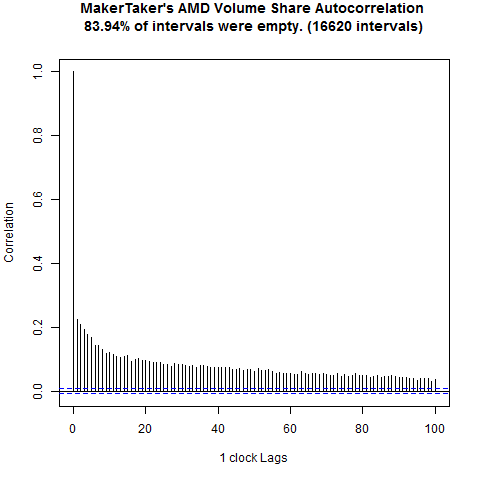 MakerTaker's AMD Volume Share Autocorrelation
83.94% of intervals were empty. (16620 intervals)
1.0
0.8
0.6
0.4
0.2
0.0
Correlation
0 20 40 60 80 100
1 clock Lags